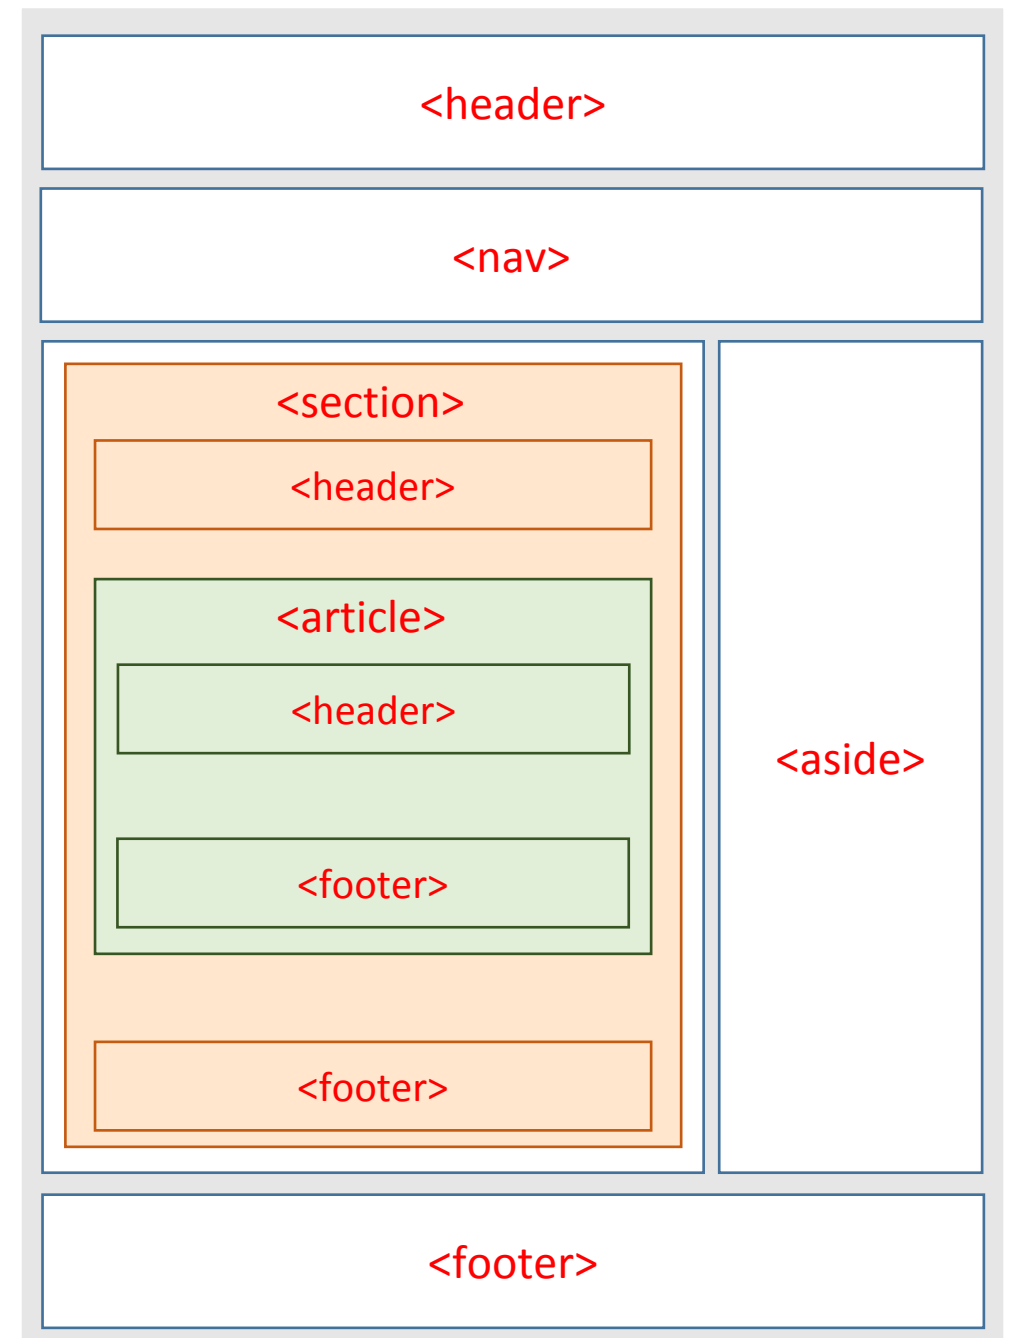 <header>
<nav>
<section>
<header>
<article>
<header>
<footer>
<footer>
<aside>
<footer>